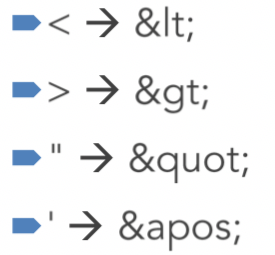 < → &lt;
> → &gt;
" → &quot;
' → &apos;